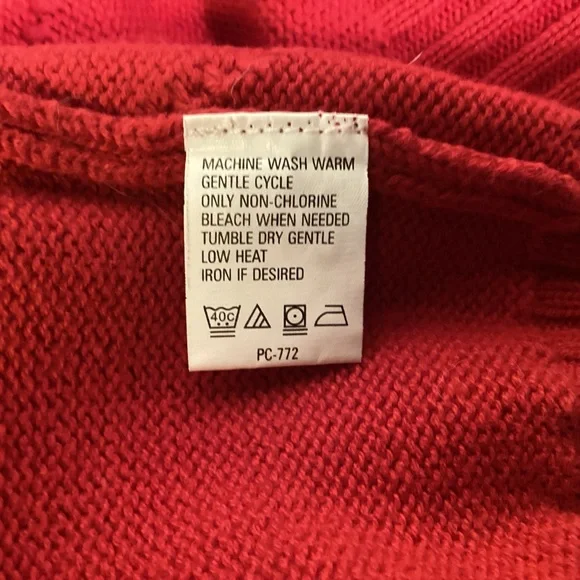 MACHINE WASH WARM
GENTLE CYCLE
ONLY NON-CHLORINE
BLEACH WHEN NEEDED
TUMBLE DRY GENTLE
LOW HEAT
IRON IF DESIRED
40C
PC-772